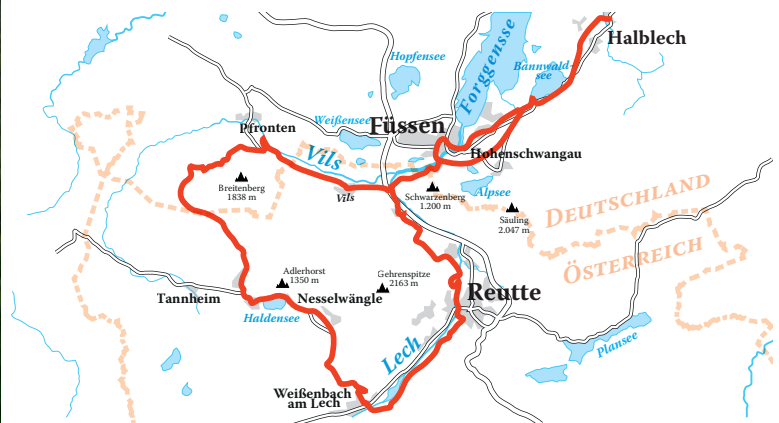 Halblech
Hopfensee
Forggensse
Bannwald-
see
Weißensee
Füssen
Pfronten
Vils
Hohenschwangau
Breitenberg
1838 m
Vils
Schwarzenberg
1.200 m
Alpsee
Säuling
2.047 m
DEUTSCHLAND
ÖSTERREICH
Adlerhorst
1350 m
Gehrenspitze
2163 m
Tannheim
Nesselwängle
Reutte
Haldensee
Lech
Plansee
Weißenbach
am Lech